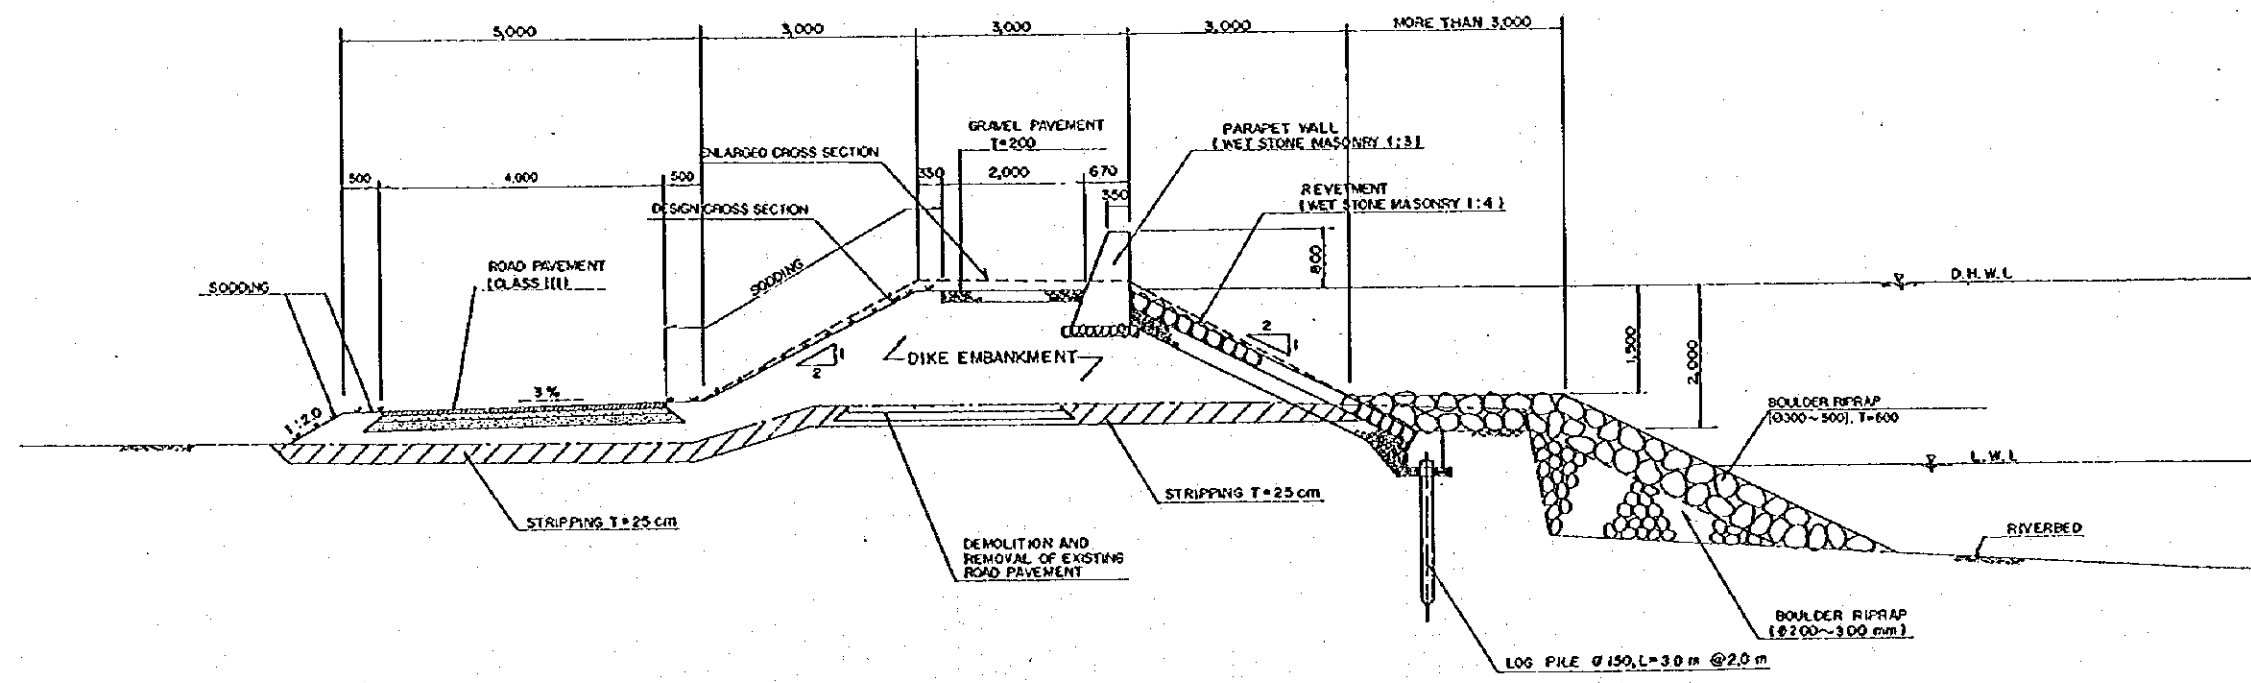 5,000
3,000
3,000
3,000
MORE THAN 3,000
GRAVEL PAVEMENT
T=200
PARAPET WALL
(WET STONE MASONRY 1:3)
ENLARGED CROSS SECTION
500
4,000
500
330
2,000
670
350
REVETMENT
(WET STONE MASONRY 1:4)
DESIGN CROSS SECTION
800
ROAD PAVEMENT
(CLASS III)
SODDING
SODDING
D.H.W.L
2
1
1
2
DIKE EMBANKMENT
1,500
2,000
3%
1:2.0
BOULDER RIPRAP
(Ø300~500), T=600
L.W.L
STRIPPING T=25 cm
STRIPPING T=25 cm
RIVERBED
DEMOLITION AND
REMOVAL OF EXISTING
ROAD PAVEMENT
BOULDER RIPRAP
(Ø200~300 mm)
LOG PILE Ø150, L=3.0 m @2.0 m